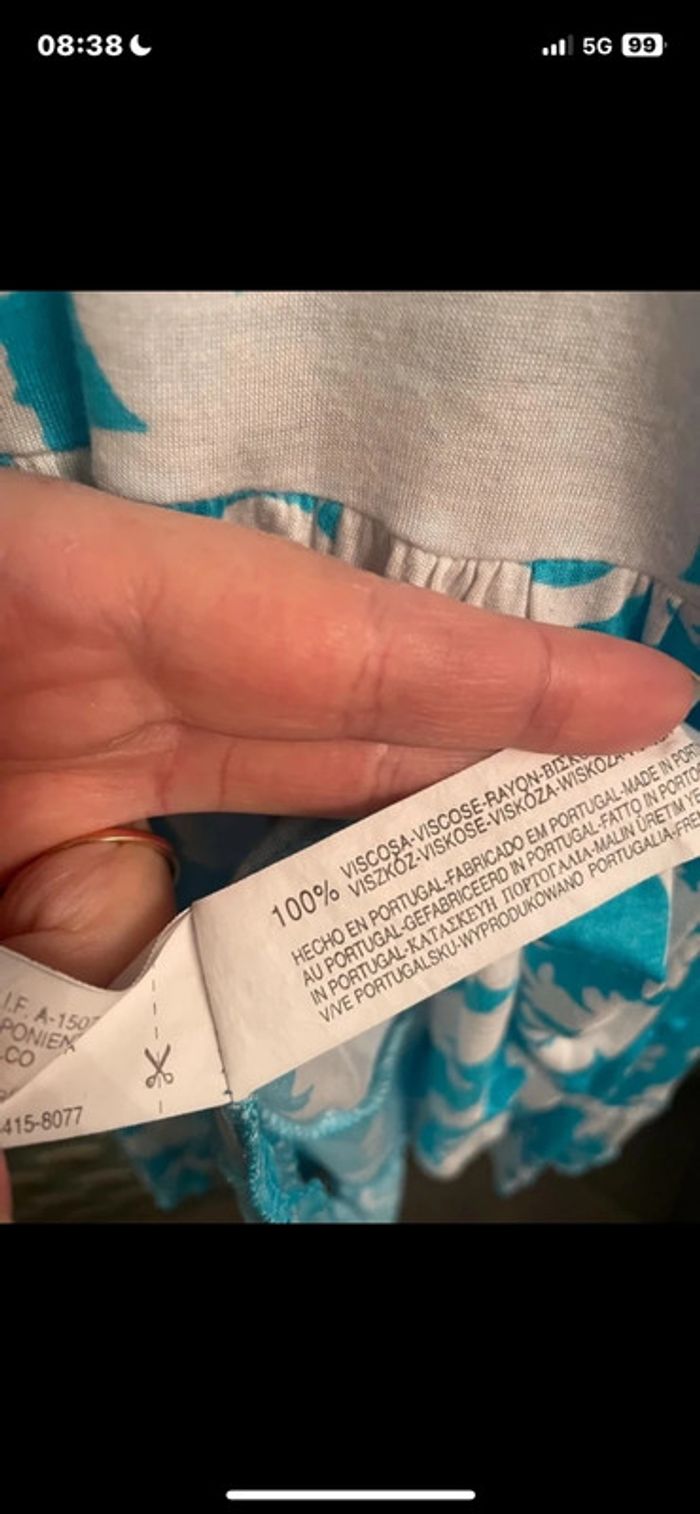 08:38
5G 99
100% VISCOSA-VISCOSE-RAYON-
VISZKÓZ-VISKOSE-VISKÓZA-WISKOZA-
HECHO EN PORTUGAL-FABRICADO EM PORTUGAL-MADE IN
AU PORTUGAL-GEFABRICEERD IN PORTUGAL-FATTO IN
IN PORTUGAL-ΚΑΤΑΣΚΕΥΗ ΠΟΡΤΟΓΑΛΙΑ-MALIN ÜRETIM
PORTUGALSKU-WYPRODUKOWANO PORTUGALIA-
I.F. A-150
415-8077